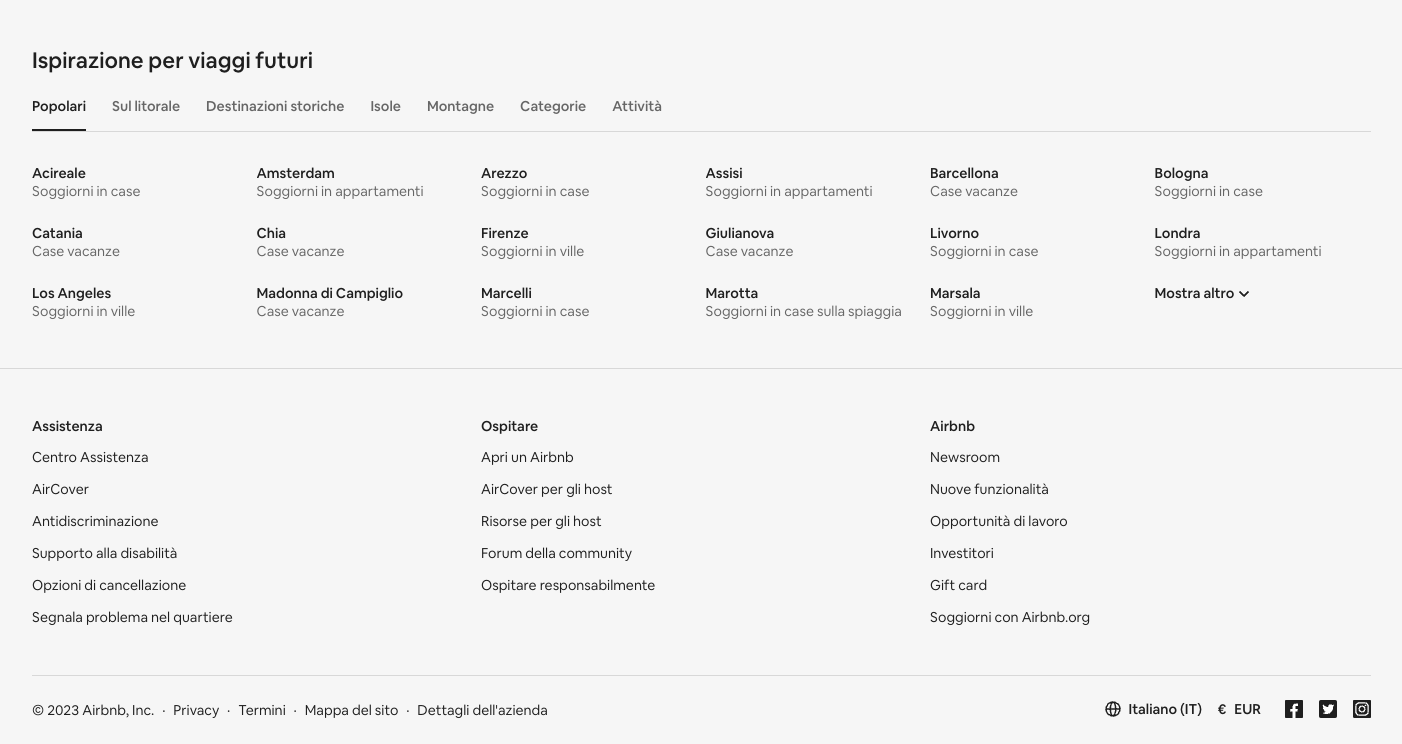 Ispirazione per viaggi futuri
Popolari Sul litorale Destinazioni storiche Isole Montagne Categorie Attività
Acireale Amsterdam Arezzo Assisi Barcellona Bologna
Soggiorni in case Soggiorni in appartamenti Soggiorni in case Soggiorni in appartamenti Case vacanze Soggiorni in case
Catania Chia Firenze Giulianova Livorno Londra
Case vacanze Case vacanze Soggiorni in ville Case vacanze Soggiorni in case Soggiorni in appartamenti
Los Angeles Madonna di Campiglio Marcelli Marotta Marsala Mostra altro
Soggiorni in ville Case vacanze Soggiorni in case Soggiorni in case sulla spiaggia Soggiorni in ville
Assistenza
Centro Assistenza
AirCover
Antidiscriminazione
Supporto alla disabilità
Opzioni di cancellazione
Segnala problema nel quartiere
Ospitare
Apri un Airbnb
AirCover per gli host
Risorse per gli host
Forum della community
Ospitare responsabilmente
Airbnb
Newsroom
Nuove funzionalità
Opportunità di lavoro
Investitori
Gift card
Soggiorni con Airbnb.org
© 2023 Airbnb, Inc. · Privacy · Termini · Mappa del sito · Dettagli dell'azienda Italiano (IT) € EUR